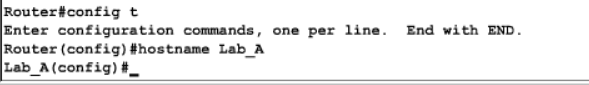 Router#config t
Enter configuration commands, one per line.  End with END.
Router(config)#hostname Lab_A
Lab_A(config)#_